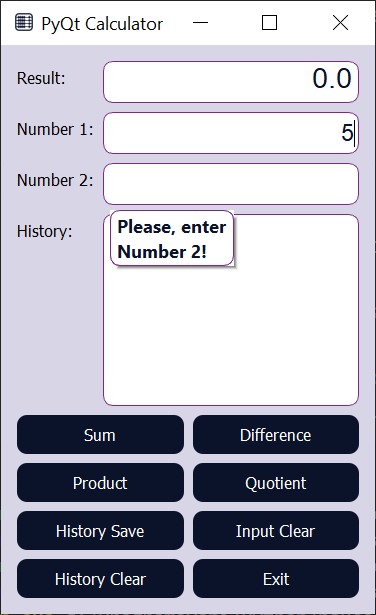 PyQt Calculator
Result: 0.0
Number 1: 5
Number 2:
History:
Please, enter
Number 2!
Sum Difference
Product Quotient
History Save Input Clear
History Clear Exit